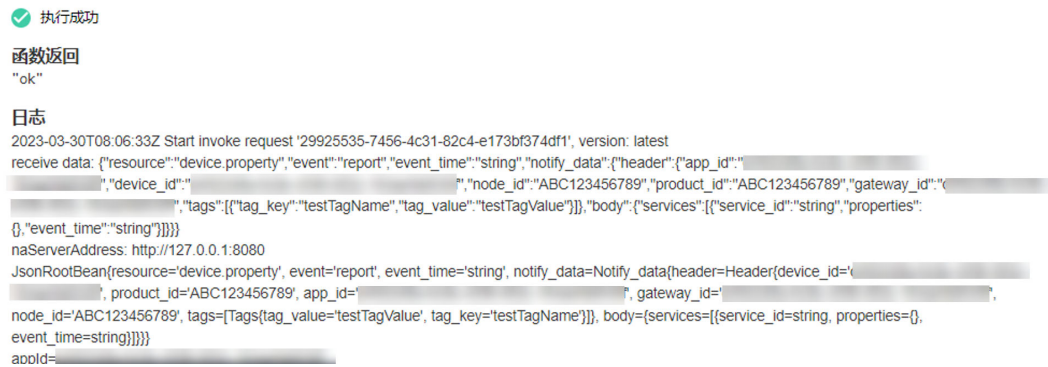 执行成功
函数返回
"ok"
日志
2023-03-30T08:06:33Z Start invoke request '29925535-7456-4c31-82c4-e173bf374df1', version: latest
receive data: {"resource":"device.property","event":"report","event_time":"string","notify_data":{"header":{"app_id":"
","device_id":" ","node_id":"ABC123456789","product_id":"ABC123456789","gateway_id":"
","tags":[{"tag_key":"testTagName","tag_value":"testTagValue"}]},"body":{"services":[{"service_id":"string","properties":
{},"event_time":"string"}]}}}
naServerAddress: http://127.0.0.1:8080
JsonRootBean{resource='device.property', event='report', event_time='string', notify_data=Notify_data{header=Header{device_id='
', product_id='ABC123456789', app_id=' ', gateway_id=' ',
node_id='ABC123456789', tags=[Tags{tag_value='testTagValue', tag_key='testTagName'}]}, body={services=[{service_id=string, properties={},
event_time=string}]}}}
appId=